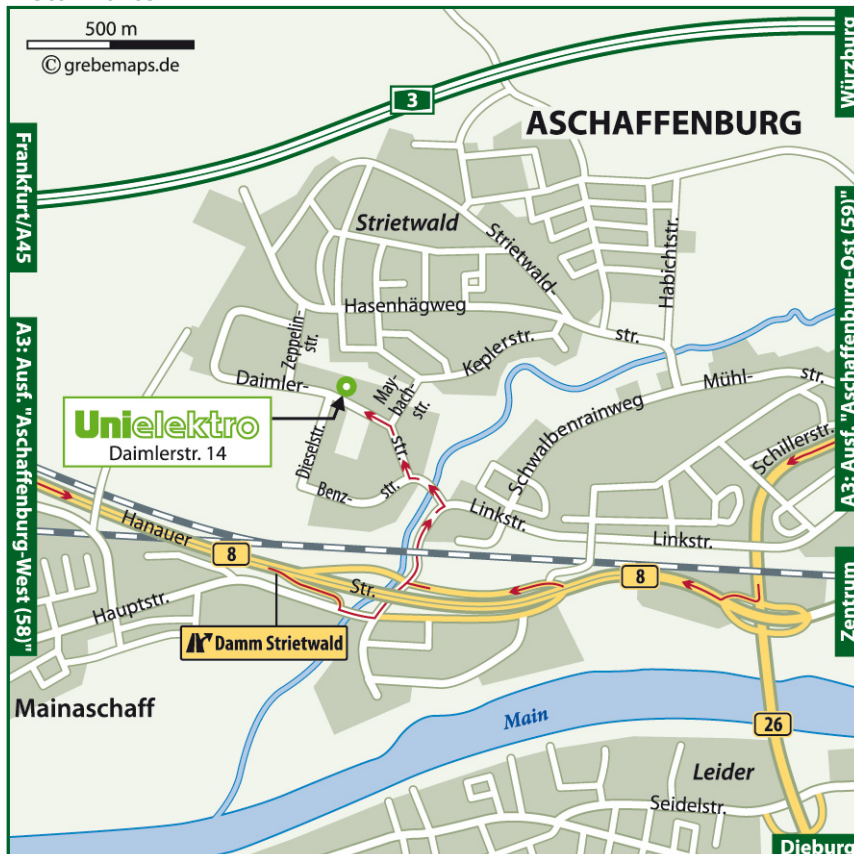 500 m
© grebemaps.de
3
Würzburg
ASCHAFFENBURG
Frankfurt/A45
Strietwald
Strietwald-
str.
Habichtstr.
A3: Ausf. "Aschaffenburg-Ost (59)"
Hasenhägweg
Zeppelin-
str.
Keplerstr.
A3: Ausf. "Aschaffenburg-West (58)"
Daimler-
str.
May-
bach-
str.
Mühl-
str.
Unielektro
Daimlerstr. 14
Dieselstr.
Schwalbenrainweg
Schillerstr.
Benz-
str.
Linkstr.
Linkstr.
Hanauer
Str.
8
8
Hauptstr.
Damm Strietwald
Zentrum
Mainaschaff
Main
26
Leider
Seidelstr.
Dieburg